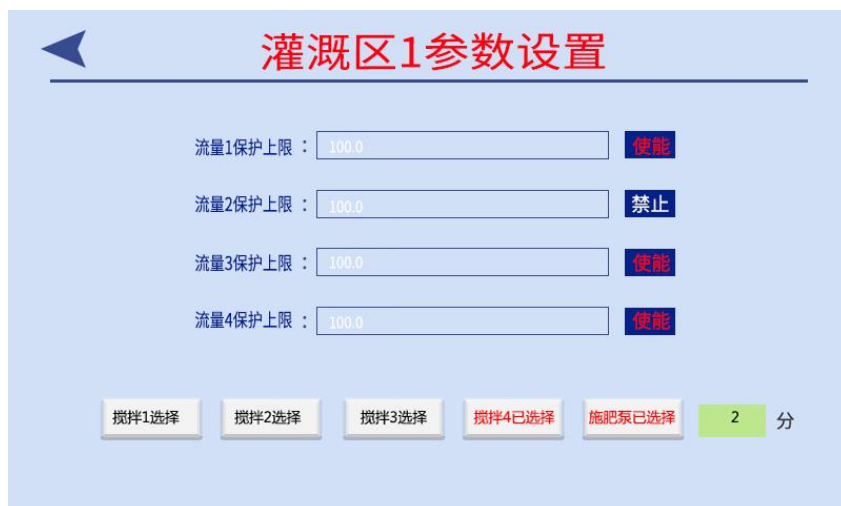 灌溉区1参数设置
流量1保护上限 : 100.0 使能
流量2保护上限 : 100.0 禁止
流量3保护上限 : 100.0 使能
流量4保护上限 : 100.0 使能
搅拌1选择 搅拌2选择 搅拌3选择 搅拌4已选择 施肥泵已选择 2 分